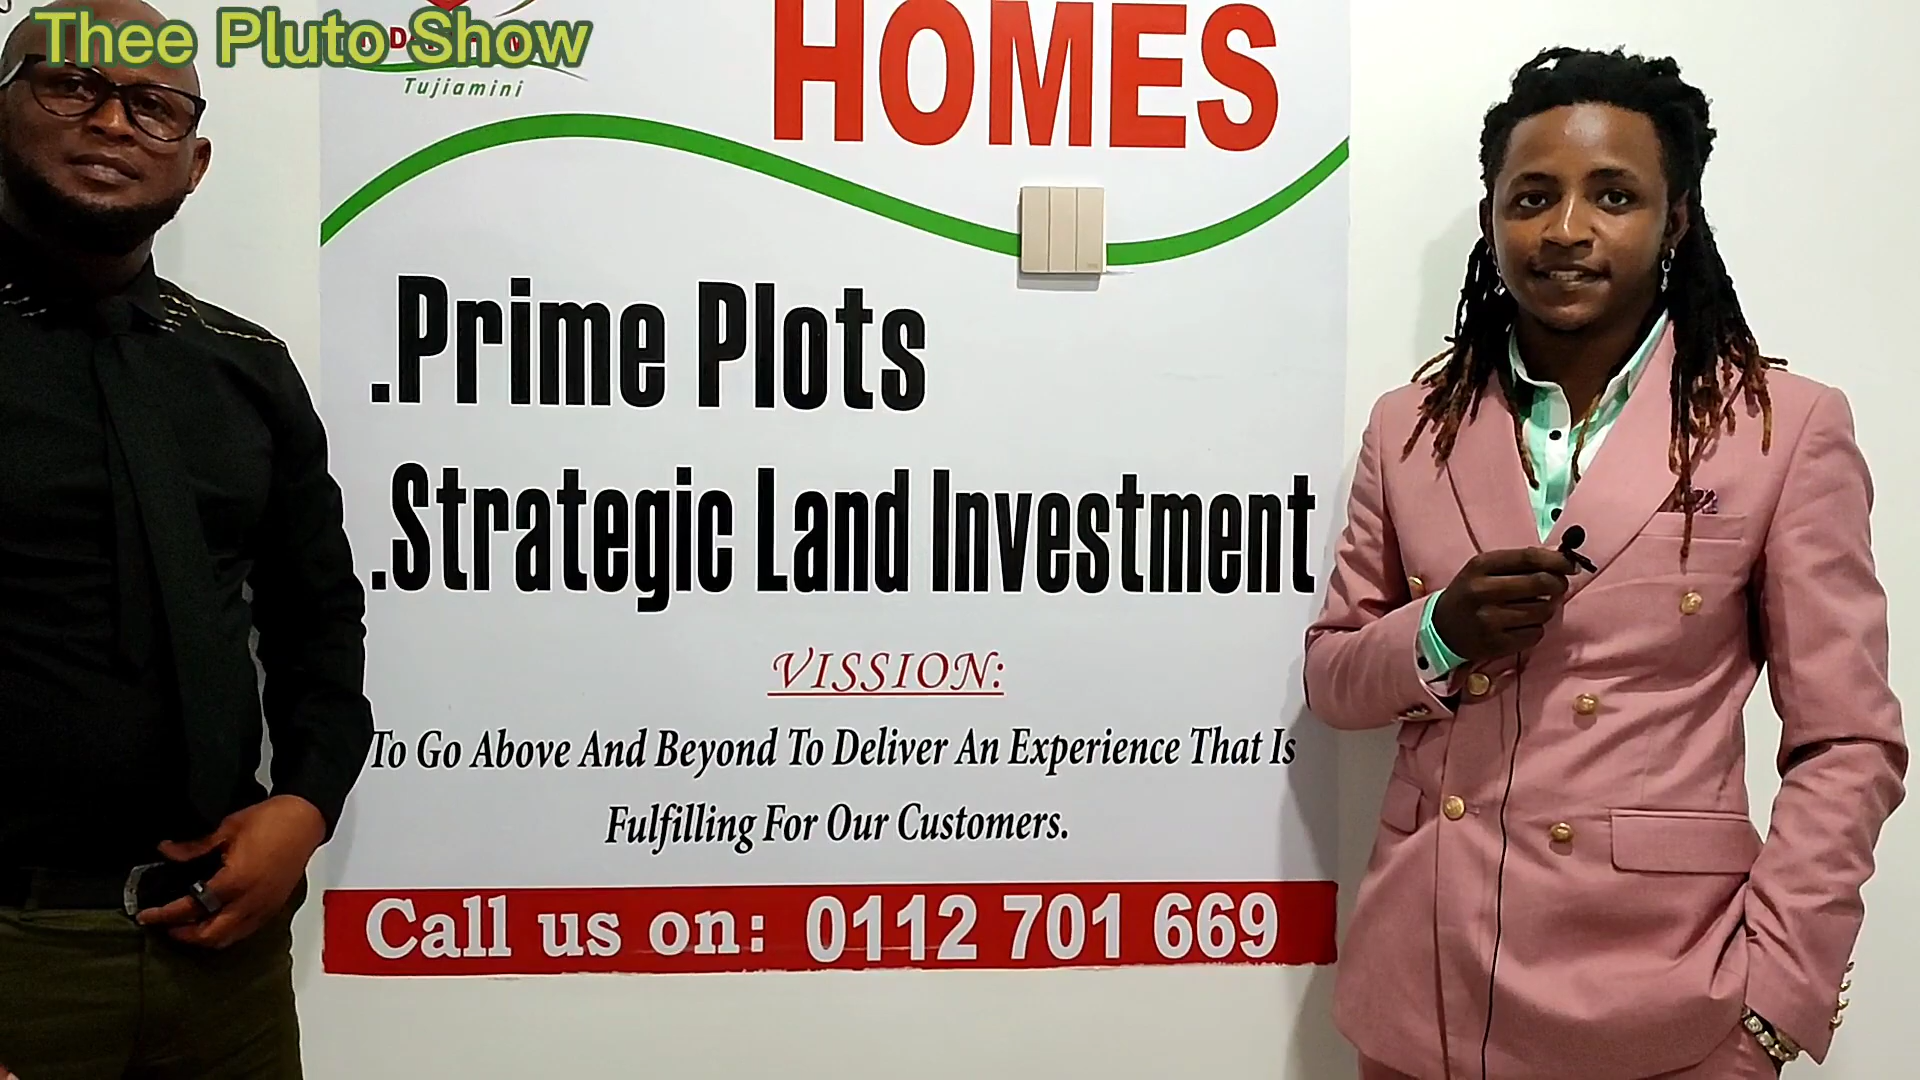 Thee Pluto Show
Tujiamini
HOMES
.Prime Plots
.Strategic Land Investment
VISSION:
To Go Above And Beyond To Deliver An Experience That Is
Fulfilling For Our Customers.
Call us on: 0112 701 669